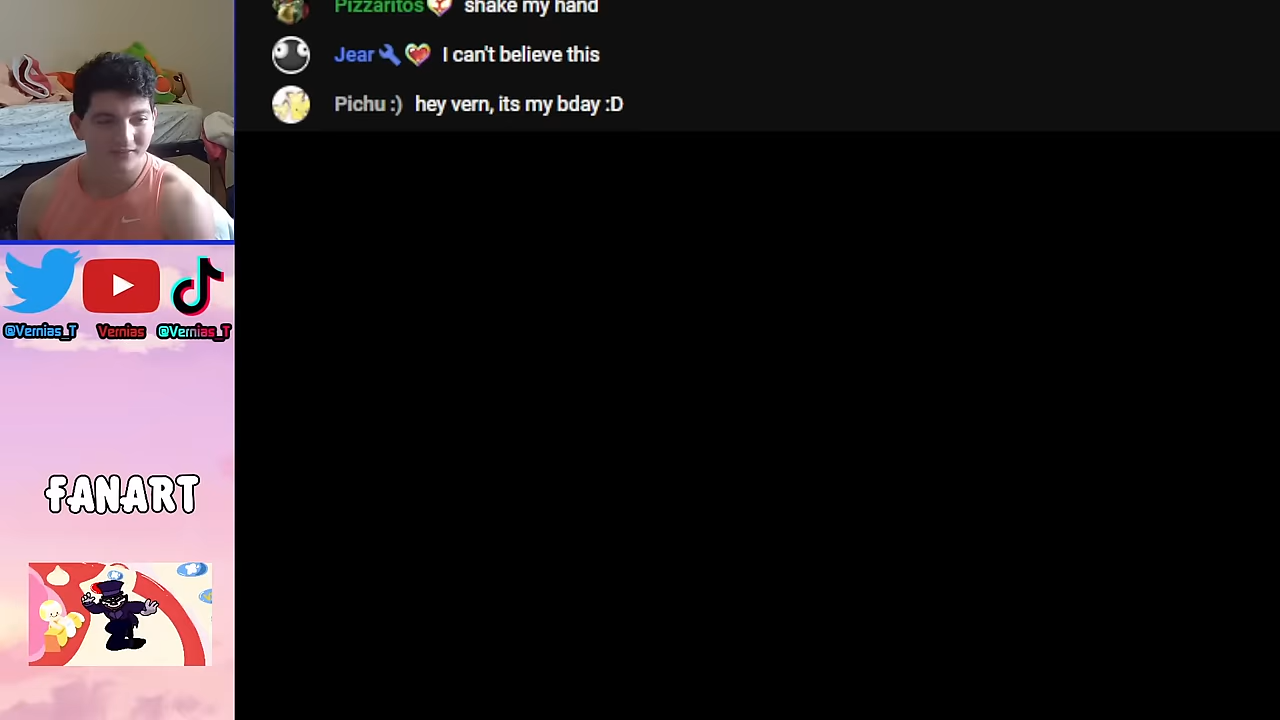 Pizzaritos shake my hand
Jear I can't believe this
Pichu :) hey vern, its my bday :D
@Vernias_T Vernias @Vernias_T
FANART